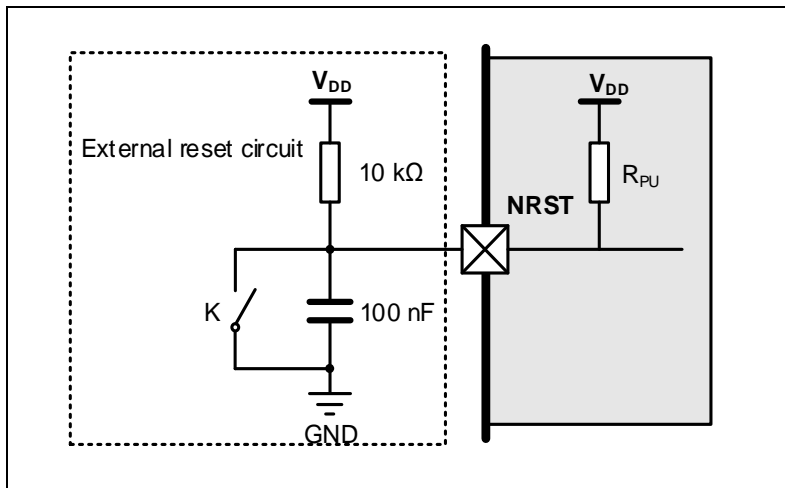 V_DD
V_DD
External reset circuit
10 kΩ
R_PU
NRST
K
100 nF
GND